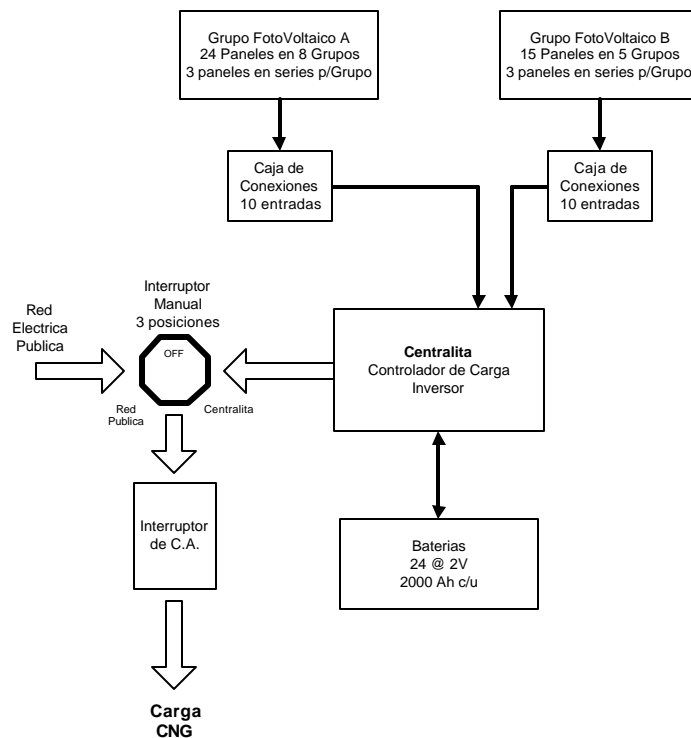 Grupo FotoVoltaico A
24 Paneles en 8 Grupos
3 paneles en series p/Grupo
Grupo FotoVoltaico B
15 Paneles en 5 Grupos
3 paneles en series p/Grupo
Caja de
Conexiones
10 entradas
Caja de
Conexiones
10 entradas
Interruptor
Manual
3 posiciones
Red
Electrica
Publica
OFF
Red
Publica
Centralita
Centralita
Controlador de Carga
Inversor
Interruptor
de C.A.
Baterias
24 @ 2V
2000 Ah c/u
Carga
CNG